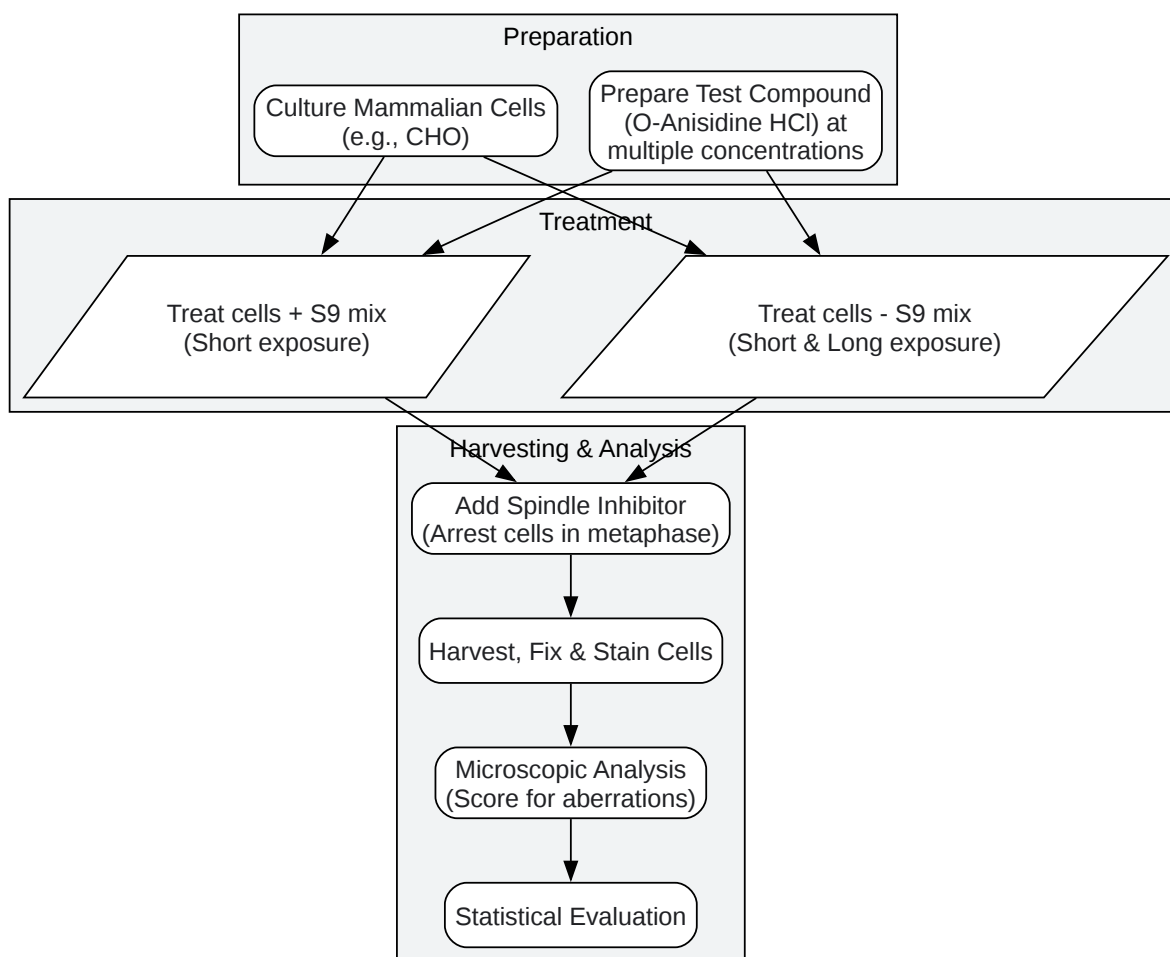 Preparation
Culture Mammalian Cells
(e.g., CHO)
Prepare Test Compound
(O-Anisidine HCl) at
multiple concentrations
Treatment
Treat cells + S9 mix
(Short exposure)
Treat cells - S9 mix
(Short & Long exposure)
Harvesting & Analysis
Add Spindle Inhibitor
(Arrest cells in metaphase)
Harvest, Fix & Stain Cells
Microscopic Analysis
(Score for aberrations)
Statistical Evaluation